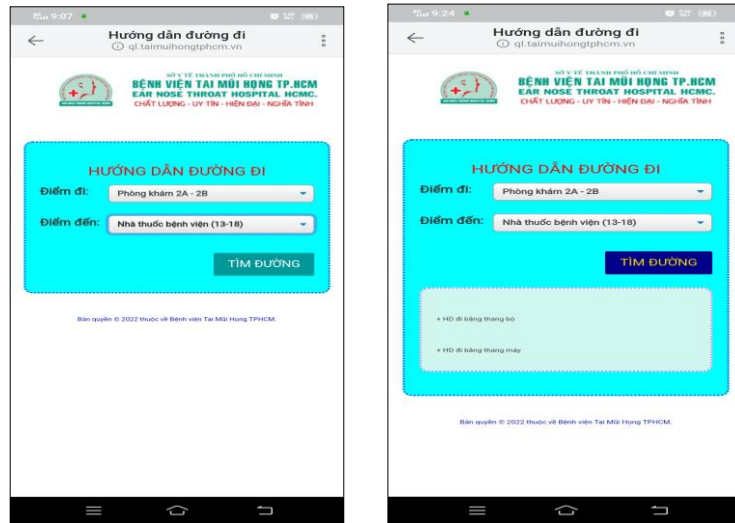 9:07
Hướng dẫn đường đi
ql.taimuihongtphcm.vn
SỞ Y TẾ THÀNH PHỐ HỒ CHÍ MINH
BỆNH VIỆN TAI MŨI HỌNG TP.HCM
EAR NOSE THROAT HOSPITAL HCMC.
CHẤT LƯỢNG - UY TÍN - HIỆN ĐẠI - NGHĨA TÌNH
HƯỚNG DẪN ĐƯỜNG ĐI
Điểm đi: Phòng khám 2A - 2B
Điểm đến: Nhà thuốc bệnh viện (13-18)
TÌM ĐƯỜNG
Bản quyền © 2022 thuộc về Bệnh viện Tai Mũi Họng TPHCM.
9:24
Hướng dẫn đường đi
ql.taimuihongtphcm.vn
SỞ Y TẾ THÀNH PHỐ HỒ CHÍ MINH
BỆNH VIỆN TAI MŨI HỌNG TP.HCM
EAR NOSE THROAT HOSPITAL HCMC.
CHẤT LƯỢNG - UY TÍN - HIỆN ĐẠI - NGHĨA TÌNH
HƯỚNG DẪN ĐƯỜNG ĐI
Điểm đi: Phòng khám 2A - 2B
Điểm đến: Nhà thuốc bệnh viện (13-18)
TÌM ĐƯỜNG
+ HD đi bằng thang bộ
+ HD đi bằng thang máy
Bản quyền © 2022 thuộc về Bệnh viện Tai Mũi Họng TPHCM.